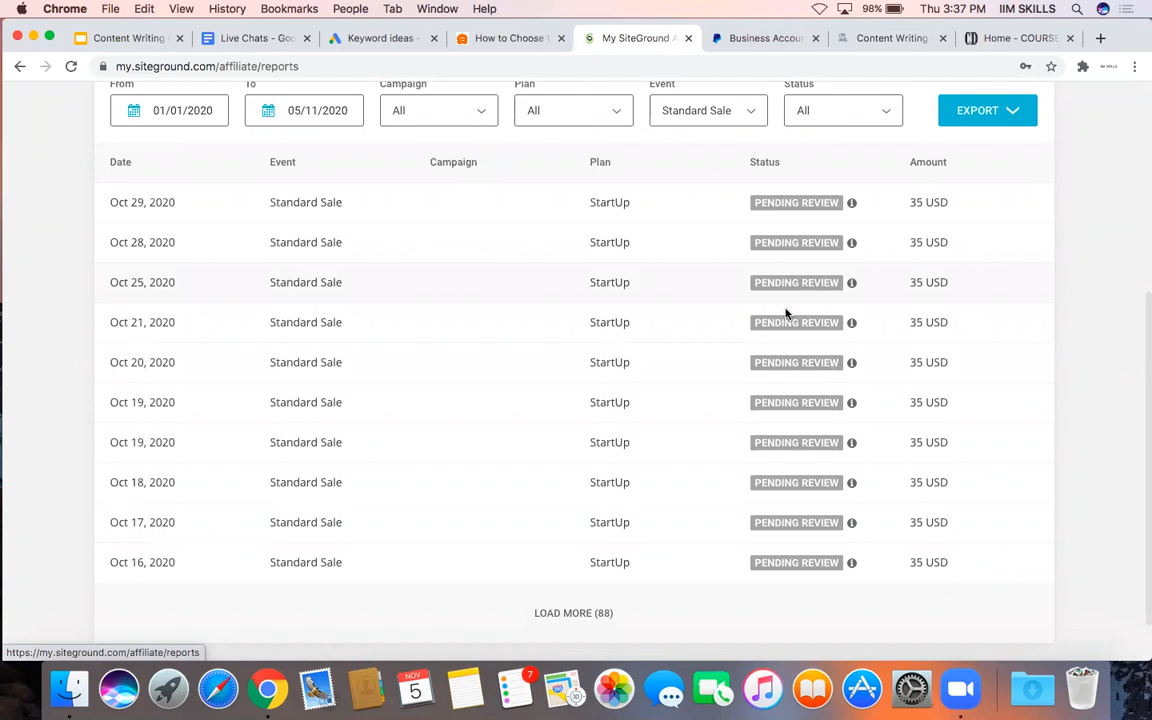 Chrome File Edit View History Bookmarks People Tab Window Help 98% Thu 3:37 PM IIM SKILLS
Content Writing Live Chats - Goo Keyword ideas - How to Choose t My SiteGround A Business Accou Content Writing Home - COURSE
my.siteground.com/affiliate/reports
From To Campaign Plan Event Status
01/01/2020 05/11/2020 All All Standard Sale All EXPORT
Date Event Campaign Plan Status Amount
Oct 29, 2020 Standard Sale StartUp PENDING REVIEW 35 USD
Oct 28, 2020 Standard Sale StartUp PENDING REVIEW 35 USD
Oct 25, 2020 Standard Sale StartUp PENDING REVIEW 35 USD
Oct 21, 2020 Standard Sale StartUp PENDING REVIEW 35 USD
Oct 20, 2020 Standard Sale StartUp PENDING REVIEW 35 USD
Oct 19, 2020 Standard Sale StartUp PENDING REVIEW 35 USD
Oct 19, 2020 Standard Sale StartUp PENDING REVIEW 35 USD
Oct 18, 2020 Standard Sale StartUp PENDING REVIEW 35 USD
Oct 17, 2020 Standard Sale StartUp PENDING REVIEW 35 USD
Oct 16, 2020 Standard Sale StartUp PENDING REVIEW 35 USD
LOAD MORE (88)
https://my.siteground.com/affiliate/reports
NOV
5
7